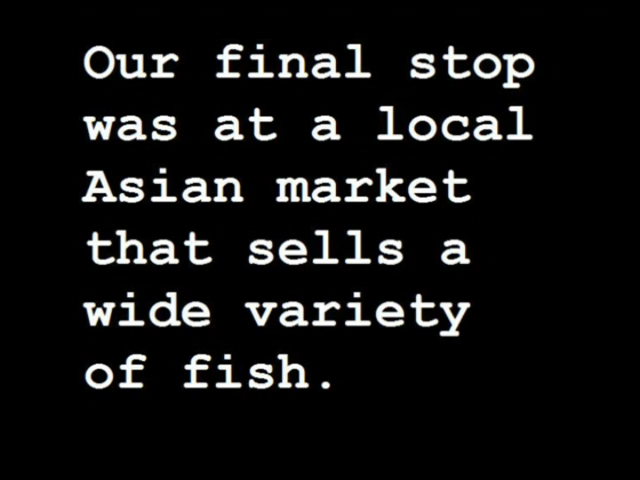 Our final stop
was at a local
Asian market
that sells a
wide variety
of fish.